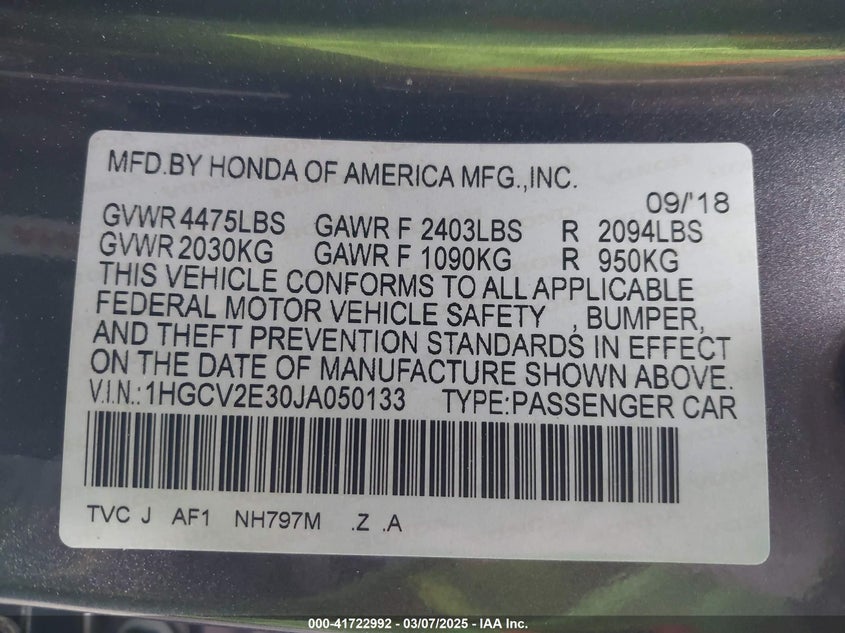 MFD.BY HONDA OF AMERICA MFG.,INC.
09/'18
GVWR 4475LBS GAWR F 2403LBS R 2094LBS
GVWR 2030KG GAWR F 1090KG R 950KG
THIS VEHICLE CONFORMS TO ALL APPLICABLE
FEDERAL MOTOR VEHICLE SAFETY , BUMPER,
AND THEFT PREVENTION STANDARDS IN EFFECT
ON THE DATE OF MANUFACTURE SHOWN ABOVE.
V.I.N.:1HGCV2E30JA050133 TYPE:PASSENGER CAR
TVC J AF1 NH797M .Z .A
000-41722992 - 03/07/2025 - IAA Inc.